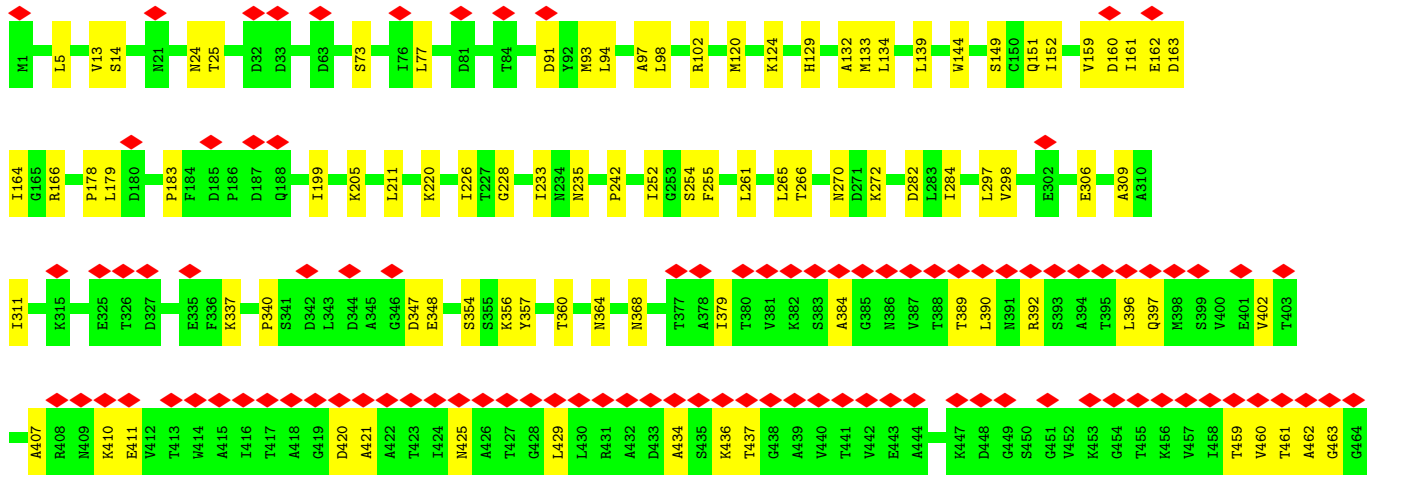 M1 L5 V13 S14 N21 N24 T25 D32 D33 D63 S73 I76 L77 D81 T84 D91 Y92 M93 L94 A97 L98 R102 M120 K124 H129 A132 M133 L134 L139 W144 S149 C150 Q151 I152 V159 D160 I161 E162 D163
I164 G165 R166 P178 L179 D180 P183 F184 D185 P186 D187 Q188 I199 K205 L211 K220 I226 T227 G228 I233 N234 N235 P242 I252 G253 S254 F255 L261 L265 T266 N270 D271 K272 D282 L283 I284 L297 V298 E302 E306 A309 A310
I311 K315 E325 T326 D327 E335 F336 K337 P340 S341 D342 L343 D344 A345 G346 D347 E348 S354 S355 K356 Y357 T360 N364 N368 T377 A378 I379 T380 V381 K382 S383 A384 G385 N386 V387 T388 T389 L390 N391 R392 S393 A394 T395 L396 Q397 M398 S399 V400 E401 V402 T403
A407 R408 N409 K410 E411 V412 T413 W414 A415 I416 T417 A418 G419 D420 A421 A422 T423 I424 N425 A426 T427 G428 L429 L430 R431 A432 D433 A434 S435 K436 T437 G438 A439 V440 T441 V442 E443 A444 K447 D448 G449 S450 G451 V452 K453 G454 T455 K456 V457 I458 T459 V460 T461 A462 G463 G464